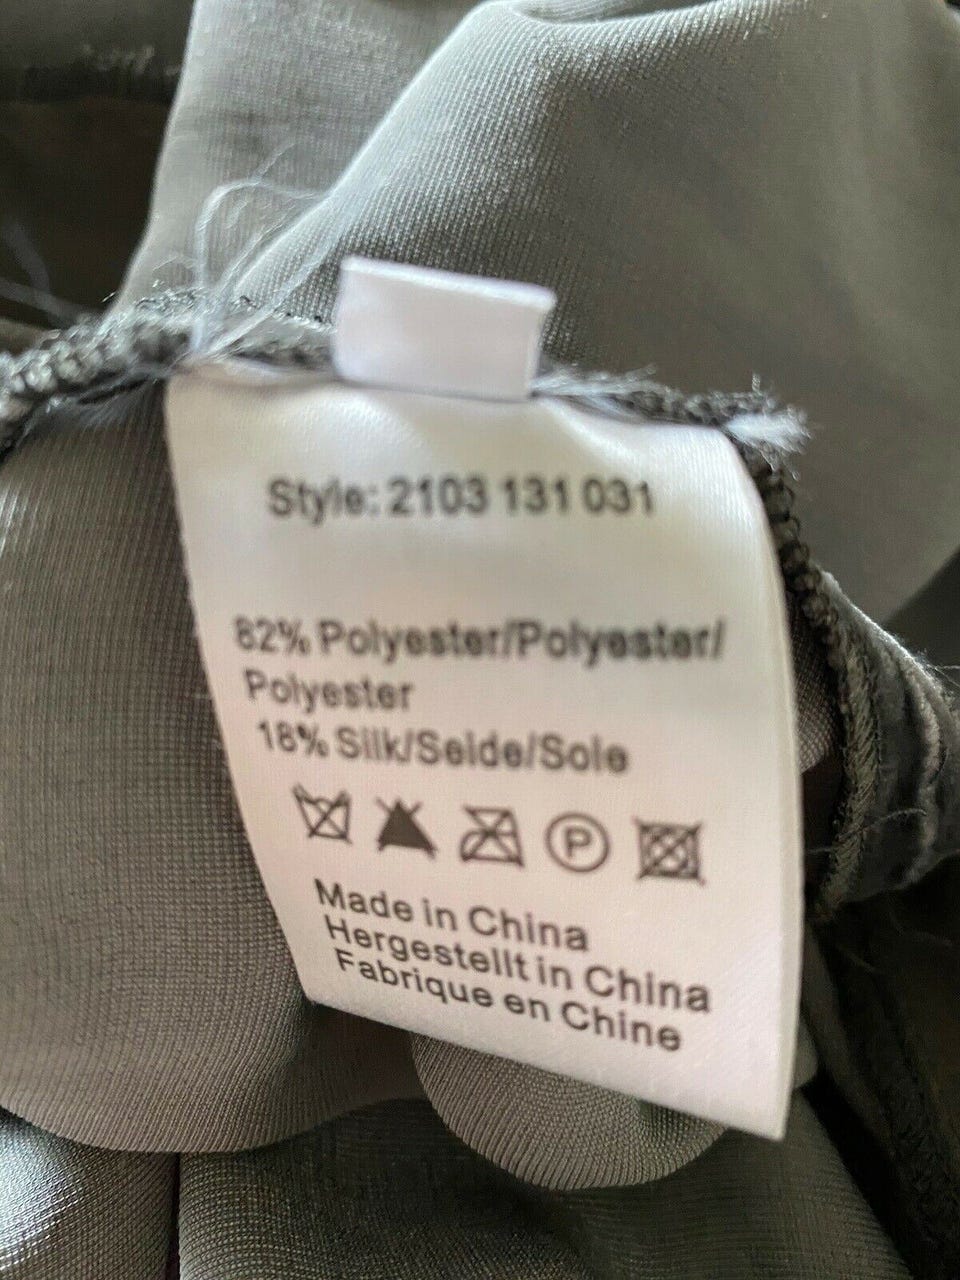 Style: 2103 131 031
82% Polyester/Polyester/
Polyester
18% Silk/Seide/Sole
P
Made in China
Hergestellt in China
Fabrique en Chine